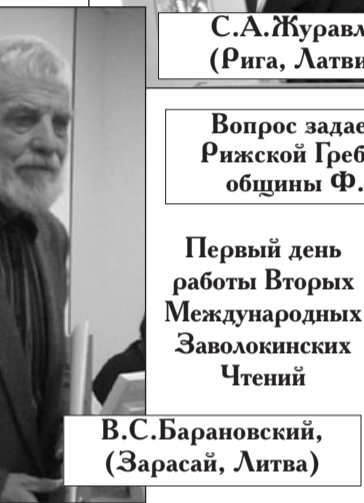 С.А.Журавл
(Рига, Латви
Вопрос задае
Рижской Греб
общины Ф.
Первый день
работы Вторых
Международных
Заволокинских
Чтений
В.С.Барановский,
(Зарасай, Литва)